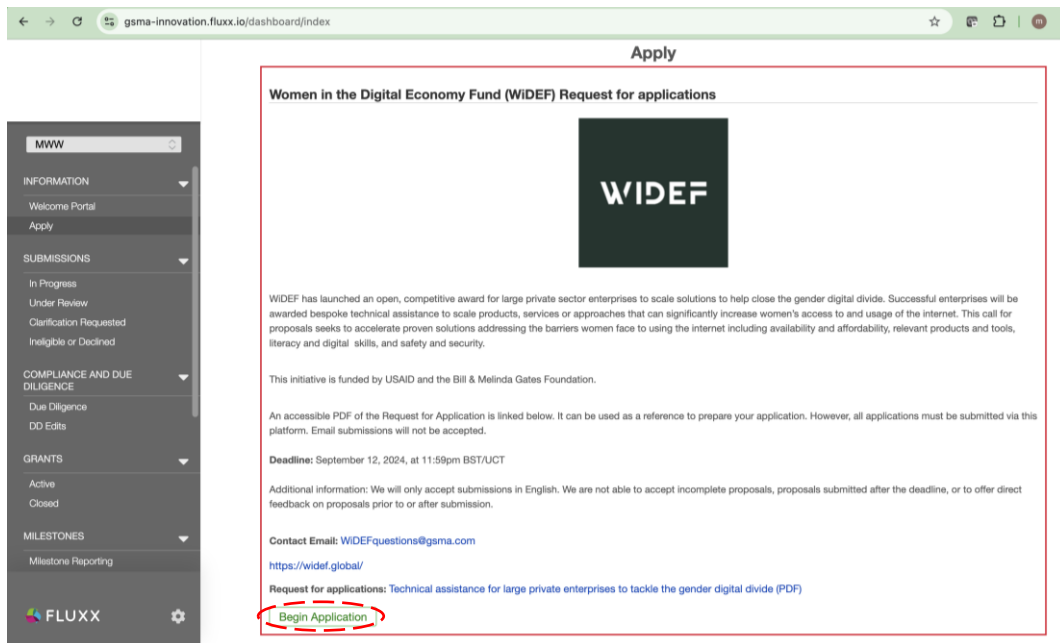 gsma-innovation.fluxx.io/dashboard/index
m
Apply
MWW
INFORMATION
Welcome Portal
Apply
SUBMISSIONS
In Progress
Under Review
Clarification Requested
Ineligible or Declined
COMPLIANCE AND DUE
DILIGENCE
Due Diligence
DD Edits
GRANTS
Active
Closed
MILESTONES
Milestone Reporting
FLUXX
Women in the Digital Economy Fund (WiDEF) Request for applications
WIDEF
WiDEF has launched an open, competitive award for large private sector enterprises to scale solutions to help close the gender digital divide. Successful enterprises will be
awarded bespoke technical assistance to scale products, services or approaches that can significantly increase women's access to and usage of the internet. This call for
proposals seeks to accelerate proven solutions addressing the barriers women face to using the internet including availability and affordability, relevant products and tools,
literacy and digital skills, and safety and security.
This initiative is funded by USAID and the Bill & Melinda Gates Foundation.
An accessible PDF of the Request for Application is linked below. It can be used as a reference to prepare your application. However, all applications must be submitted via this
platform. Email submissions will not be accepted.
Deadline: September 12, 2024, at 11:59pm BST/UCT
Additional information: We will only accept submissions in English. We are not able to accept incomplete proposals, proposals submitted after the deadline, or to offer direct
feedback on proposals prior to or after submission.
Contact Email: WiDEFquestions@gsma.com
https://widef.global/
Request for applications: Technical assistance for large private enterprises to tackle the gender digital divide (PDF)
Begin Application